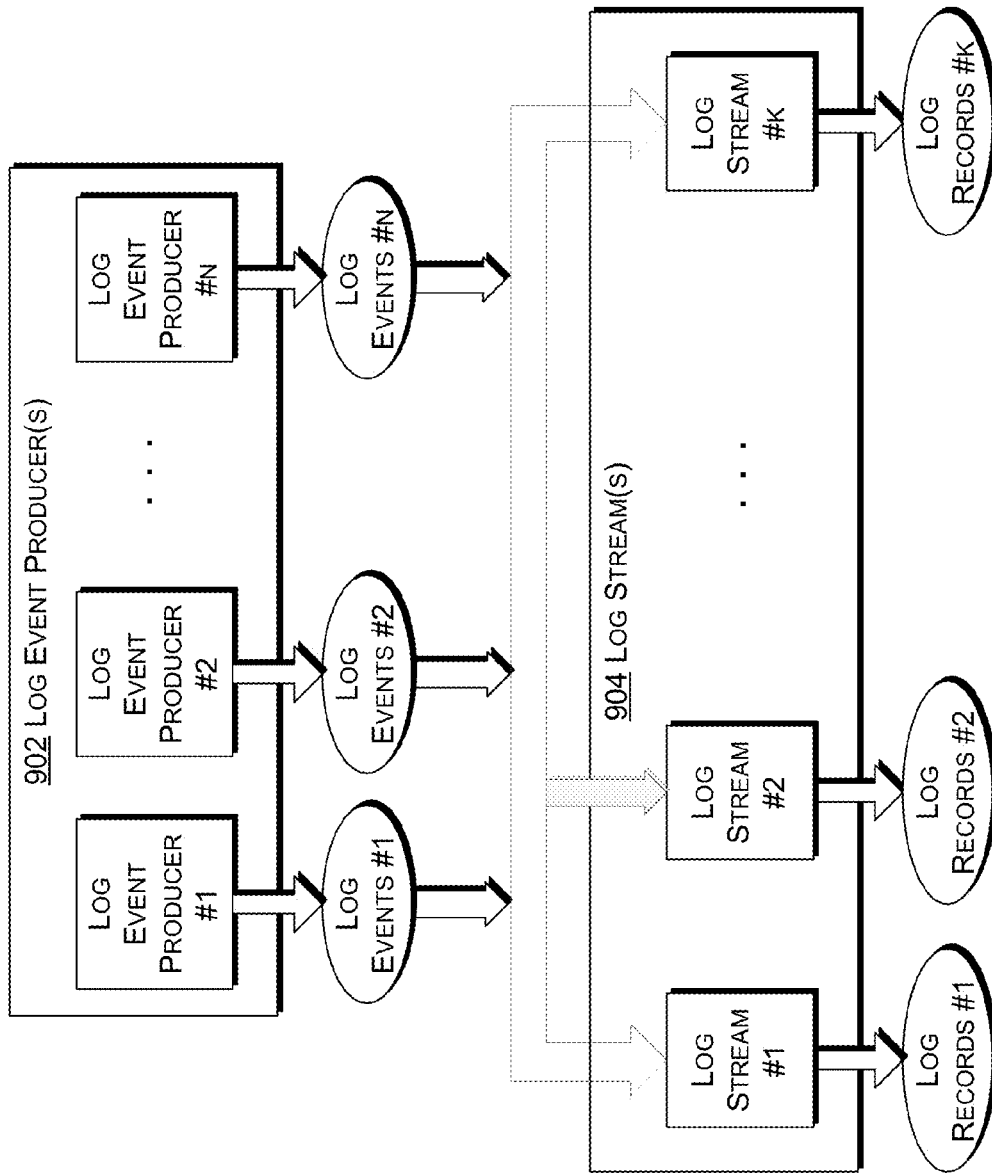 902 LOG EVENT PRODUCER(S)
LOG
EVENT
PRODUCER
#1
LOG
EVENT
PRODUCER
#2
. . .
LOG
EVENT
PRODUCER
#N
LOG
EVENTS #1
LOG
EVENTS #2
LOG
EVENTS #N
904 LOG STREAM(S)
LOG
STREAM
#1
LOG
STREAM
#2
. . .
LOG
STREAM
#K
LOG
RECORDS #1
LOG
RECORDS #2
LOG
RECORDS #K